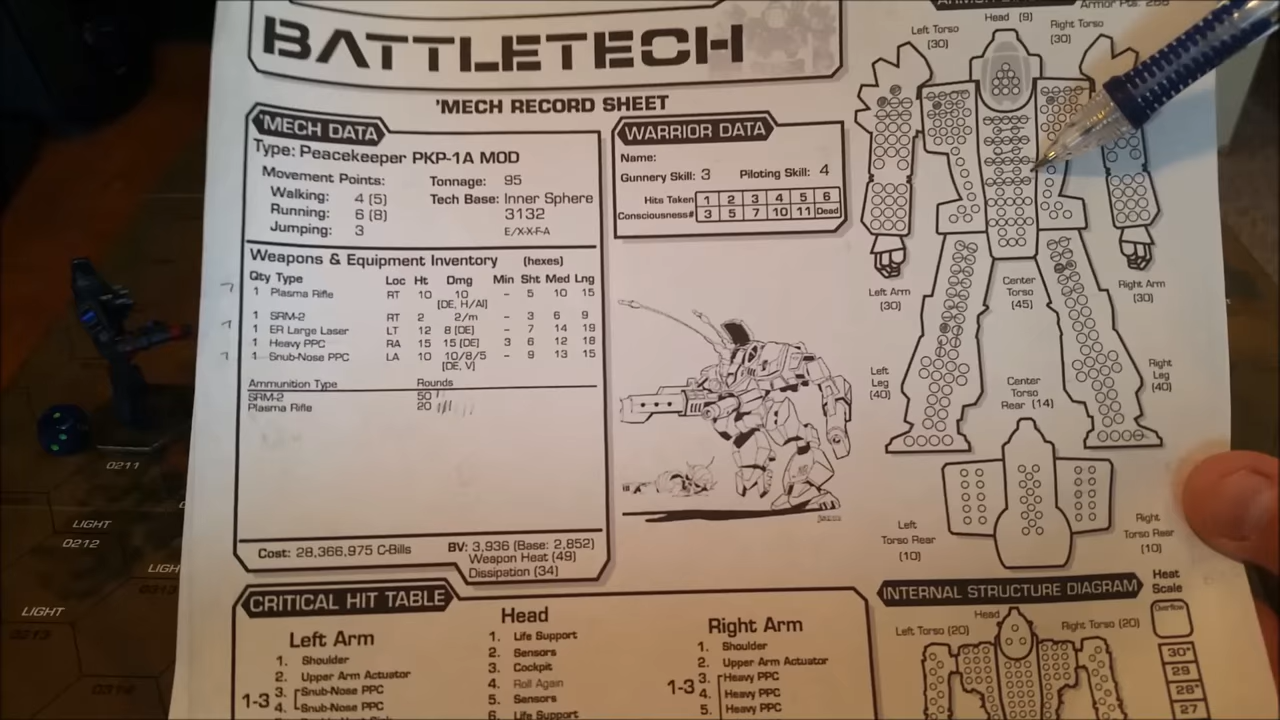 BATTLETECH
'MECH RECORD SHEET
'MECH DATA
Type: Peacekeeper PKP-1A MOD
Movement Points:
Walking: 4 (5)
Running: 6 (8)
Jumping: 3
Tonnage: 95
Tech Base: Inner Sphere
3132
E/X-X-F-A
Weapons & Equipment Inventory (hexes)
Qty Type Loc Ht Dmg Min Sht Med Lng
1 Plasma Rifle RT 10 10 – 5 10 15
[DE, H/AI]
1 SRM-2 RT 2 2/m – 3 6 9
1 ER Large Laser LT 12 8 [DE] – 7 14 19
1 Heavy PPC RA 15 15 [DE] 3 6 12 18
1 Snub-Nose PPC LA 10 10/8/5 – 9 13 15
[DE, V]
Ammunition Type Rounds
SRM-2 50
Plasma Rifle 20
Cost: 28,366,975 C-Bills
BV: 3,936 (Base: 2,852)
Weapon Heat (49)
Dissipation (34)
WARRIOR DATA
Name:
Gunnery Skill: 3 Piloting Skill: 4
Hits Taken 1 2 3 4 5 6
Consciousness# 3 5 7 10 11 Dead
Armor Pts:
Head (9)
Left Torso
(30)
Right Torso
(30)
Left Arm
(30)
Center
Torso
(45)
Right Arm
(30)
Left
Leg
(40)
Right
Leg
(40)
Center
Torso
Rear (14)
Left
Torso Rear
(10)
Right
Torso Rear
(10)
CRITICAL HIT TABLE
Left Arm
1. Shoulder
2. Upper Arm Actuator
1-3 3. Snub-Nose PPC
4. Snub-Nose PPC
Head
1. Life Support
2. Sensors
3. Cockpit
4. Roll Again
5. Sensors
6. Life Support
Right Arm
1. Shoulder
2. Upper Arm Actuator
1-3 3. Heavy PPC
4. Heavy PPC
5. Heavy PPC
INTERNAL STRUCTURE DIAGRAM
Head
Left Torso (20)
Right Torso (20)
Heat
Scale
Overflow
30*
29
28*
27
0211
LIGHT
0212
LIGH
0313
LIGHT
0213